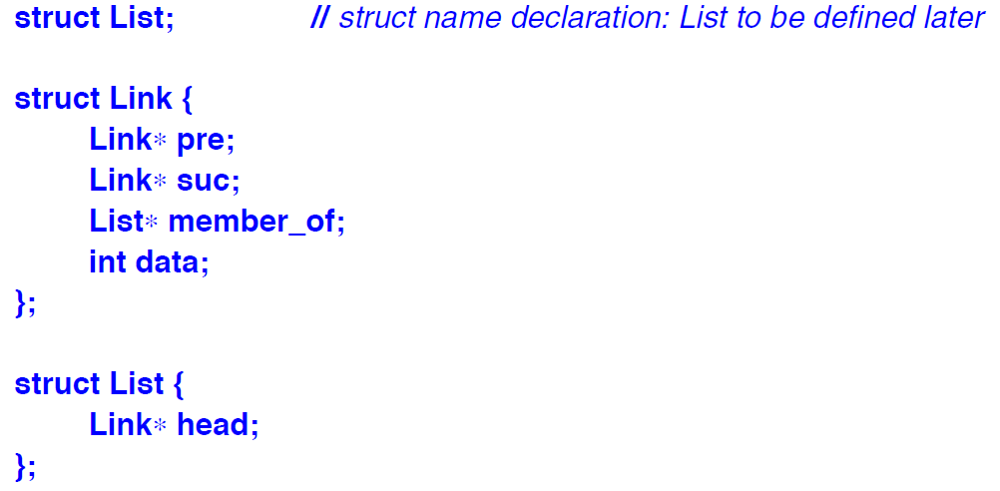 struct List; // struct name declaration: List to be defined later
struct Link {
Link* pre;
Link* suc;
List* member_of;
int data;
};
struct List {
Link* head;
};